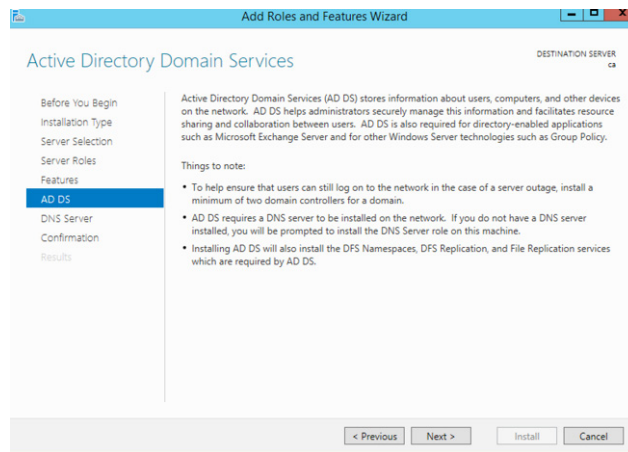 Add Roles and Features Wizard
Active Directory Domain Services
DESTINATION SERVER
ca
Before You Begin
Installation Type
Server Selection
Server Roles
Features
AD DS
DNS Server
Confirmation
Results
Active Directory Domain Services (AD DS) stores information about users, computers, and other devices
on the network. AD DS helps administrators securely manage this information and facilitates resource
sharing and collaboration between users. AD DS is also required for directory-enabled applications
such as Microsoft Exchange Server and for other Windows Server technologies such as Group Policy.
Things to note:
• To help ensure that users can still log on to the network in the case of a server outage, install a
minimum of two domain controllers for a domain.
• AD DS requires a DNS server to be installed on the network. If you do not have a DNS server
installed, you will be prompted to install the DNS Server role on this machine.
• Installing AD DS will also install the DFS Namespaces, DFS Replication, and File Replication services
which are required by AD DS.
< Previous
Next >
Install
Cancel